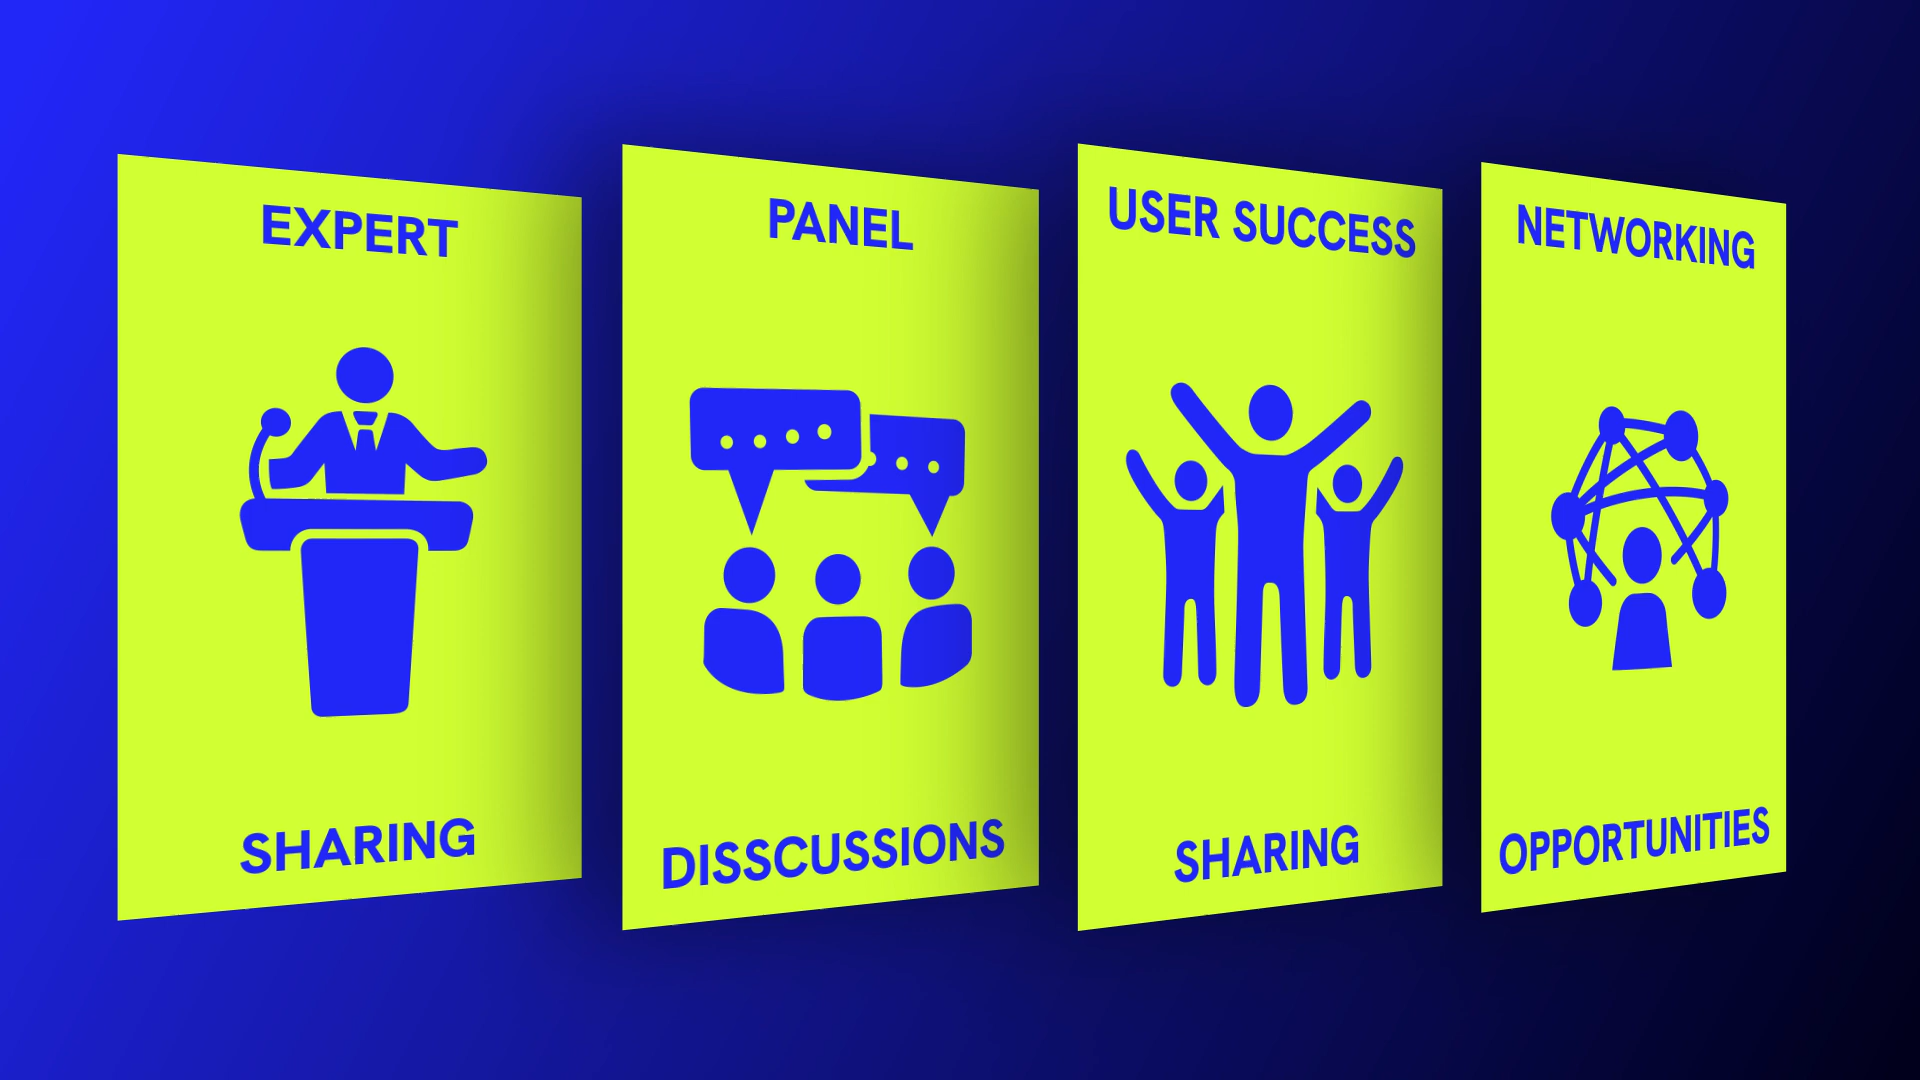 EXPERT
SHARING
PANEL
DISSCUSSIONS
USER SUCCESS
SHARING
NETWORKING
OPPORTUNITIES